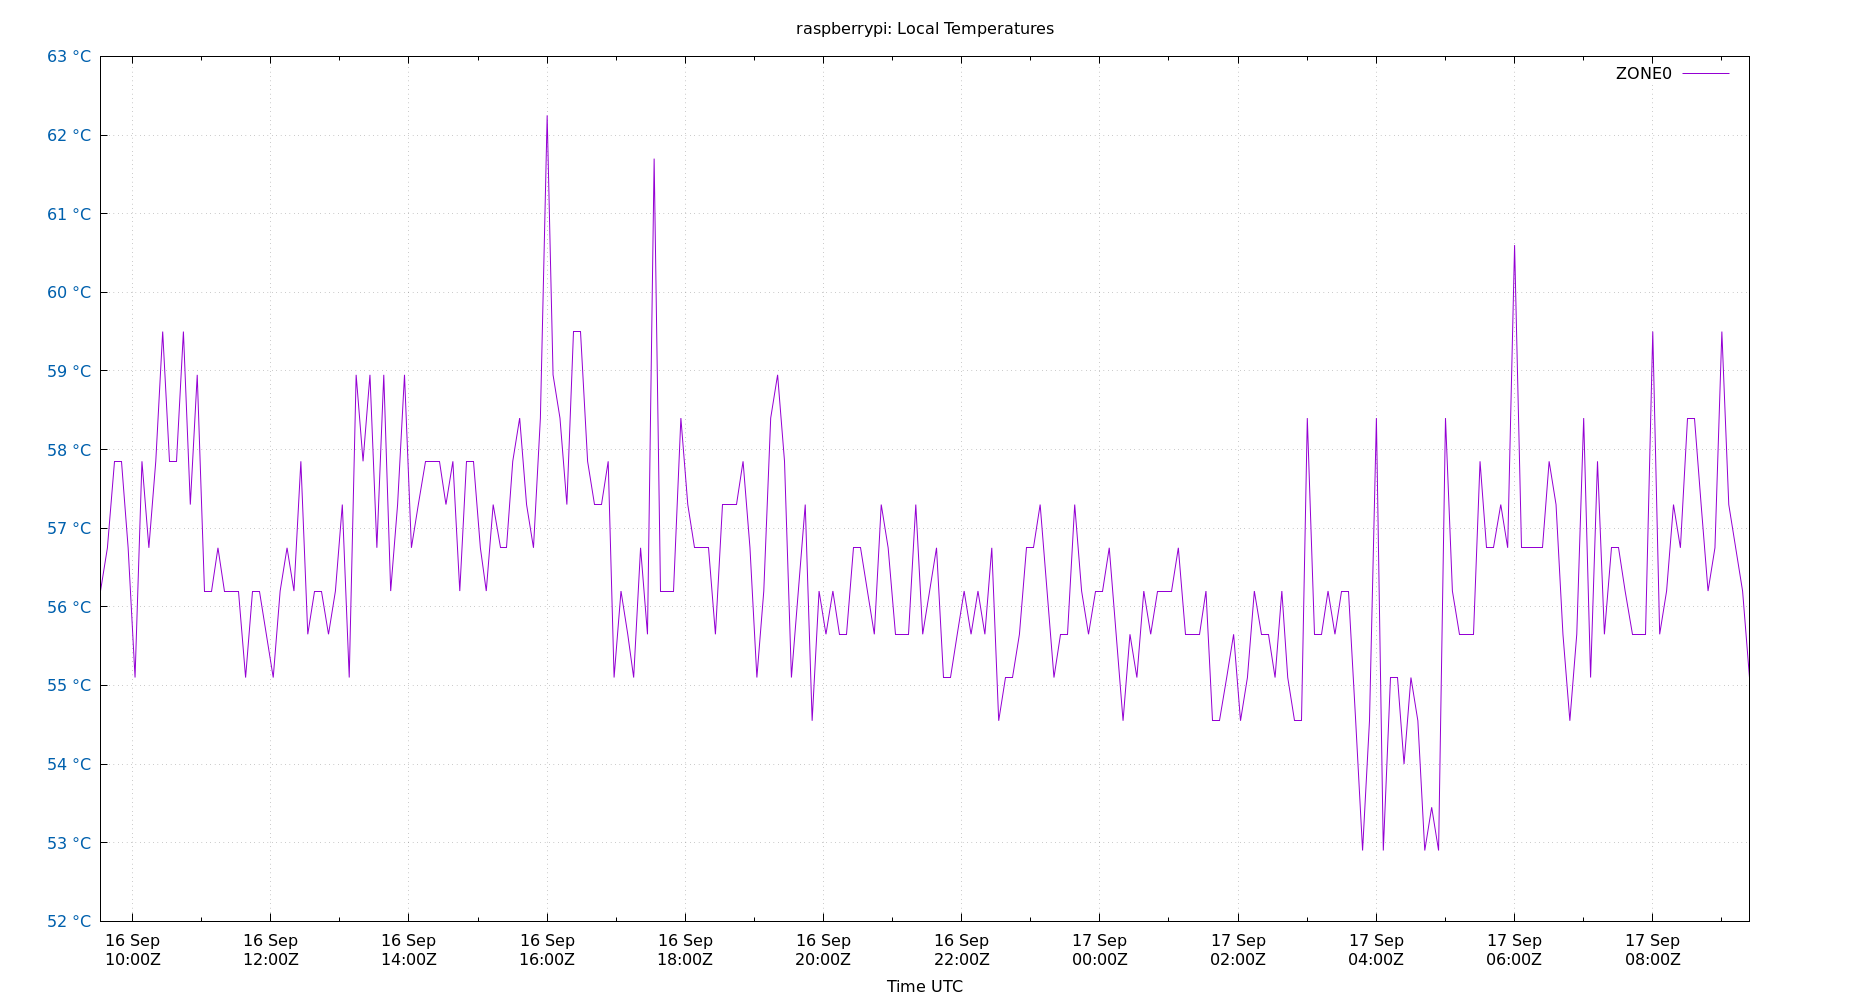 raspberrypi: Local Temperatures
ZONE0
63 °C
62 °C
61 °C
60 °C
59 °C
58 °C
57 °C
56 °C
55 °C
54 °C
53 °C
52 °C
16 Sep 16 Sep 16 Sep 16 Sep 16 Sep 16 Sep 16 Sep 17 Sep 17 Sep 17 Sep 17 Sep 17 Sep
10:00Z 12:00Z 14:00Z 16:00Z 18:00Z 20:00Z 22:00Z 00:00Z 02:00Z 04:00Z 06:00Z 08:00Z
Time UTC